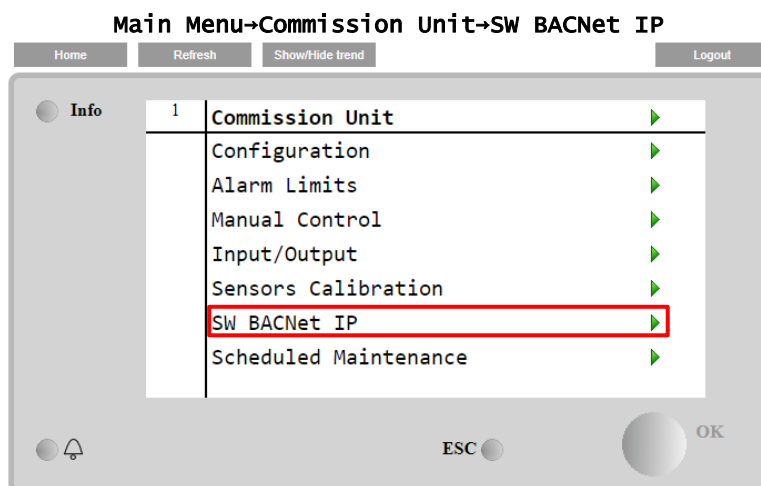 Main Menu→Commission Unit→SW BACNet IP
Home Refresh Show/Hide trend Logout
Info
1 Commission Unit
Configuration
Alarm Limits
Manual Control
Input/Output
Sensors Calibration
SW BACNet IP
Scheduled Maintenance
ESC OK